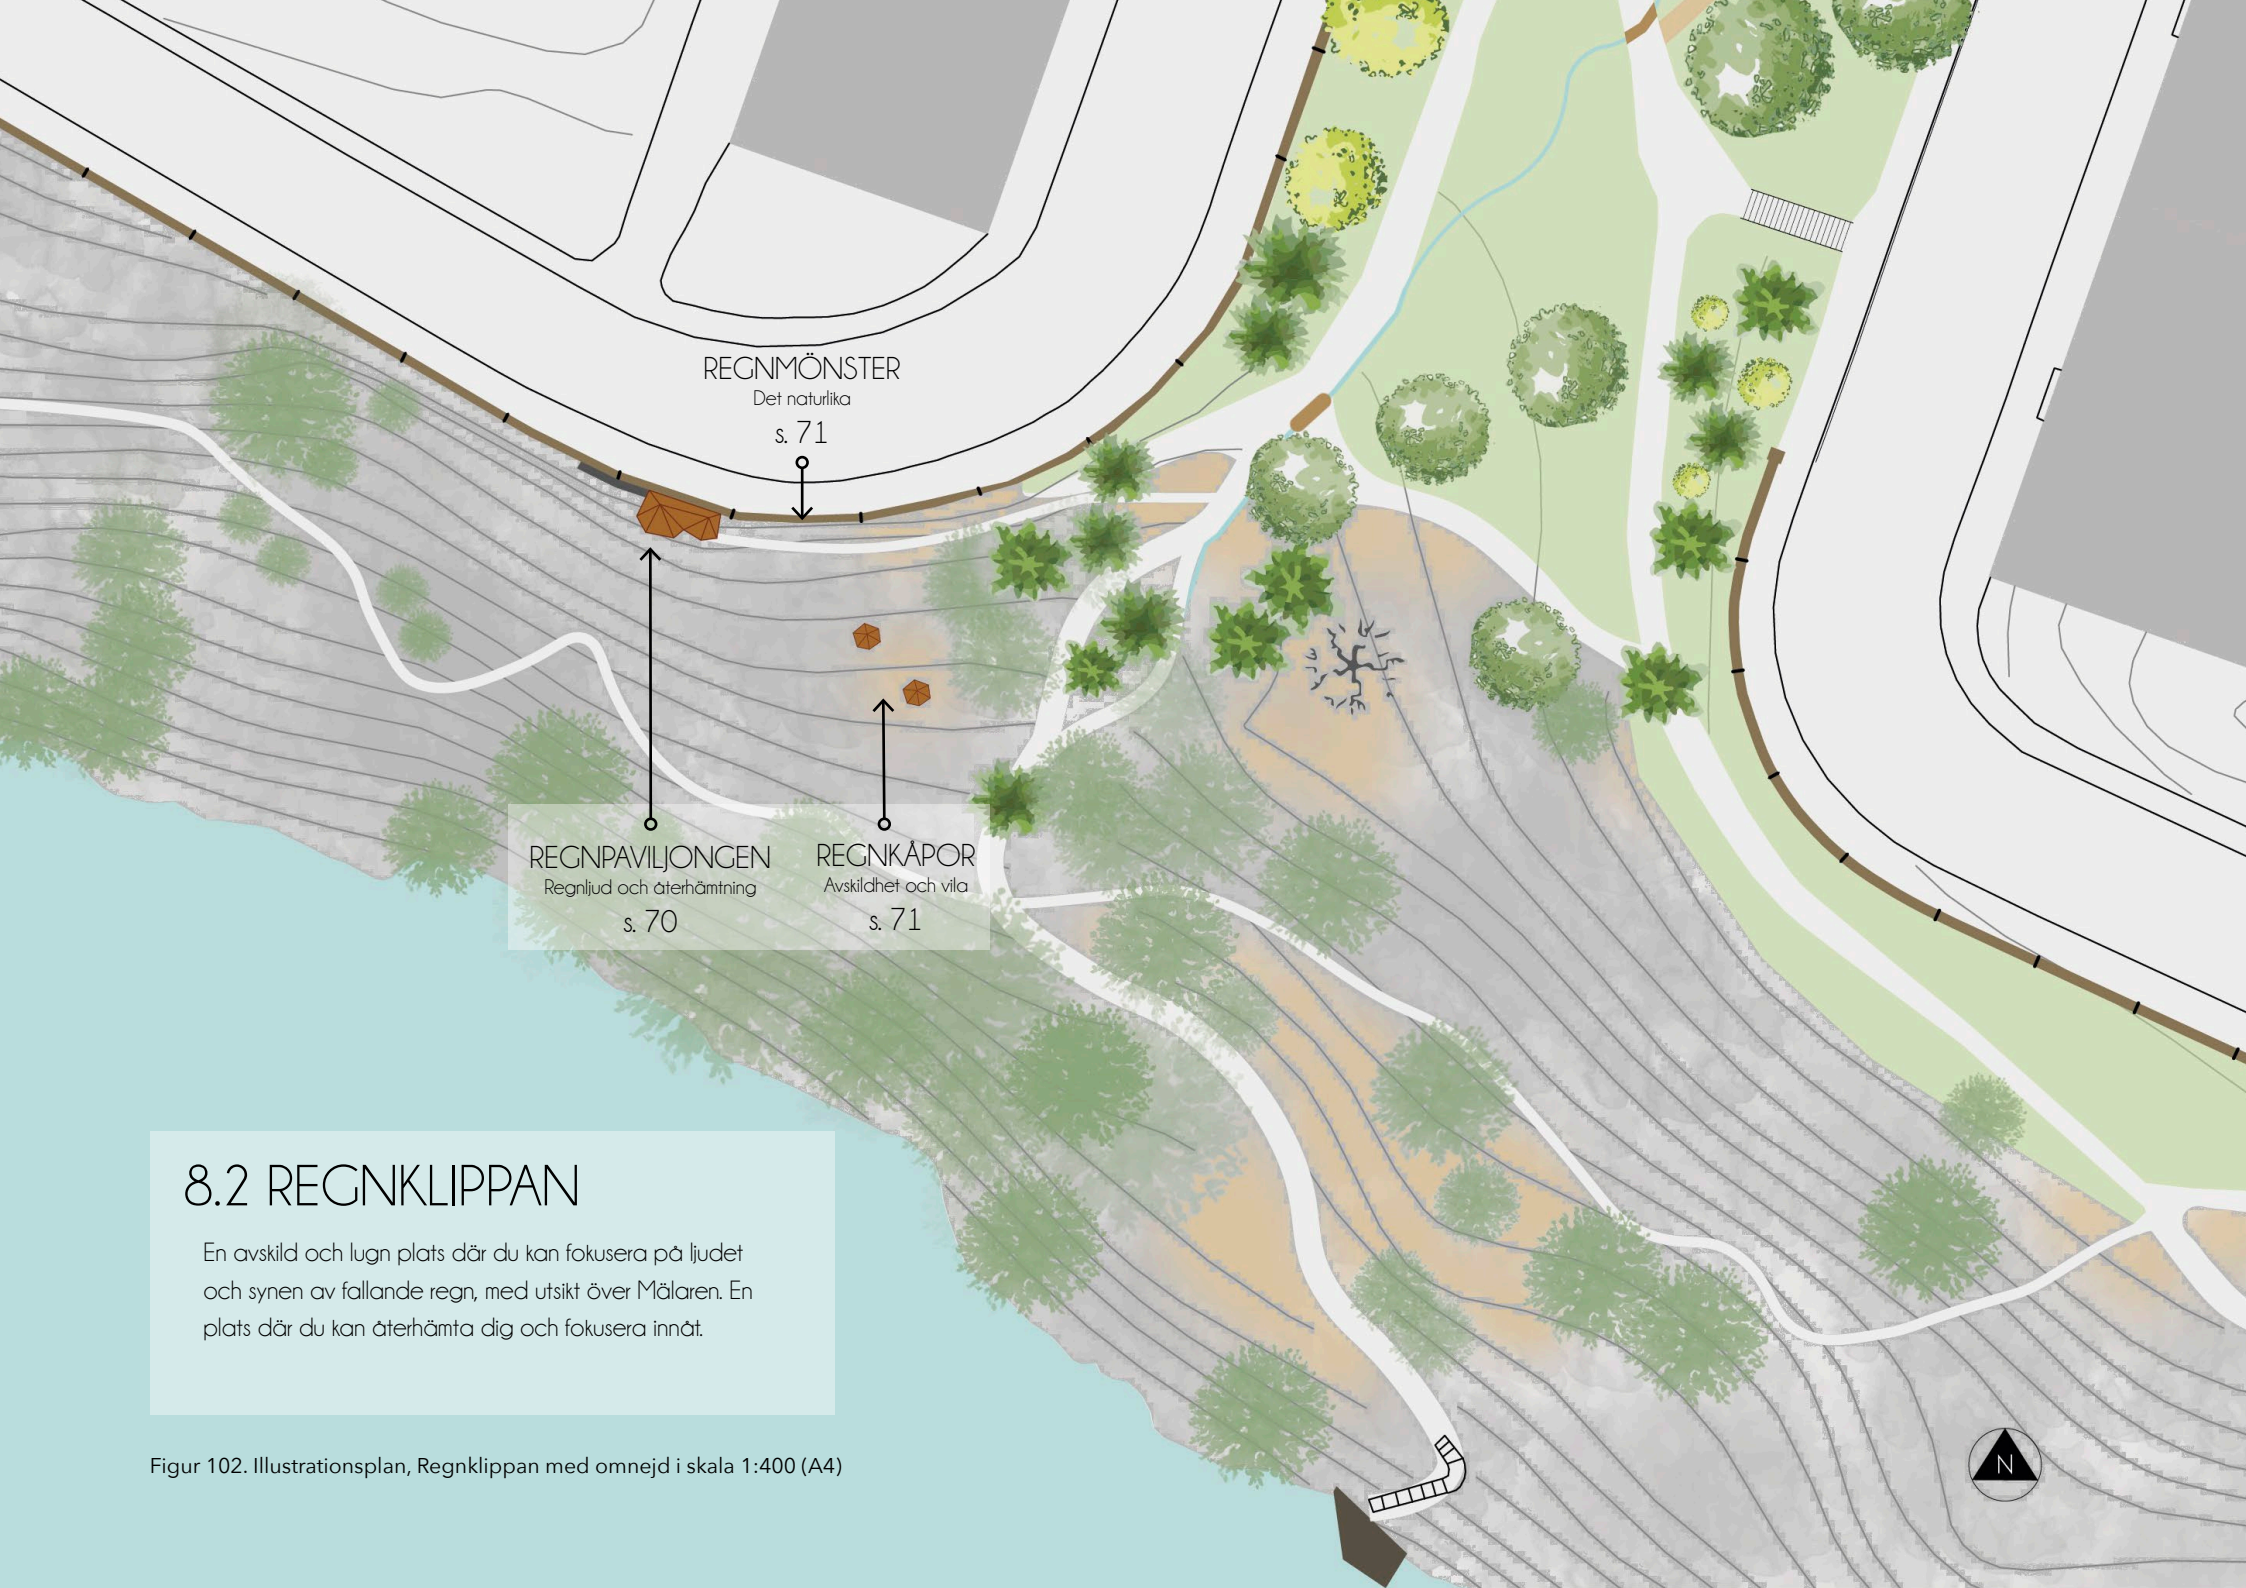 REGNMÖNSTER
Det naturlika
s. 71
REGNPAVILJONGEN
Regnljud och återhämtning
s. 70
REGNKÅPOR
Avskildhet och vila
s. 71
8.2 REGNKLIPPAN
En avskild och lugn plats där du kan fokusera på ljudet
och synen av fallande regn, med utsikt över Mälaren. En
plats där du kan återhämta dig och fokusera innåt.
Figur 102. Illustrationsplan, Regnklippan med omnejd i skala 1:400 (A4)
N